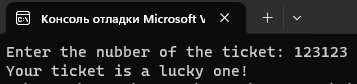 Консоль отладки Microsoft V
Enter the nubber of the ticket: 123123
Your ticket is a lucky one!